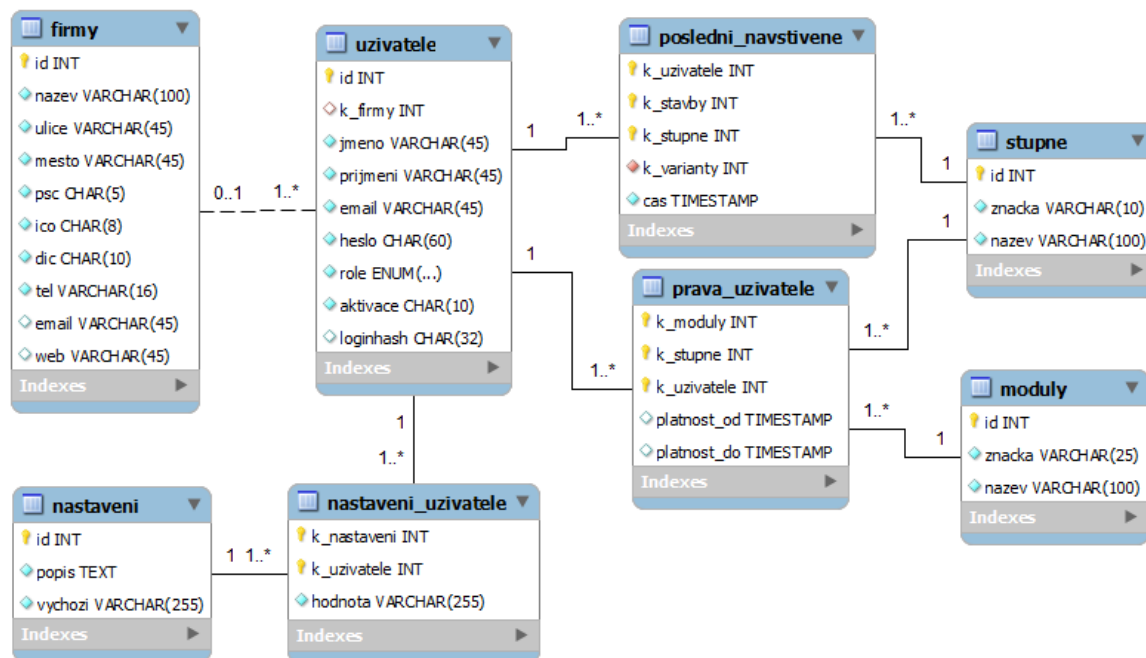 firmy
id INT
nazev VARCHAR(100)
ulice VARCHAR(45)
mesto VARCHAR(45)
psc CHAR(5)
ico CHAR(8)
dic CHAR(10)
tel VARCHAR(16)
email VARCHAR(45)
web VARCHAR(45)
Indexes
0..1
1..*
uzivatele
id INT
k_firmy INT
jmeno VARCHAR(45)
prijmeni VARCHAR(45)
email VARCHAR(45)
heslo CHAR(60)
role ENUM(...)
aktivace CHAR(10)
loginhash CHAR(32)
Indexes
1
1..*
1
1..*
1
1..*
posledni_navstivene
k_uzivatele INT
k_stavby INT
k_stupne INT
k_varianty INT
cas TIMESTAMP
Indexes
1..*
1
stupne
id INT
znacka VARCHAR(10)
nazev VARCHAR(100)
Indexes
1
1..*
prava_uzivatele
k_moduly INT
k_stupne INT
k_uzivatele INT
platnost_od TIMESTAMP
platnost_do TIMESTAMP
Indexes
1..*
1
moduly
id INT
znacka VARCHAR(25)
nazev VARCHAR(100)
Indexes
nastaveni
id INT
popis TEXT
vychozi VARCHAR(255)
Indexes
1 1..*
nastaveni_uzivatele
k_nastaveni INT
k_uzivatele INT
hodnota VARCHAR(255)
Indexes